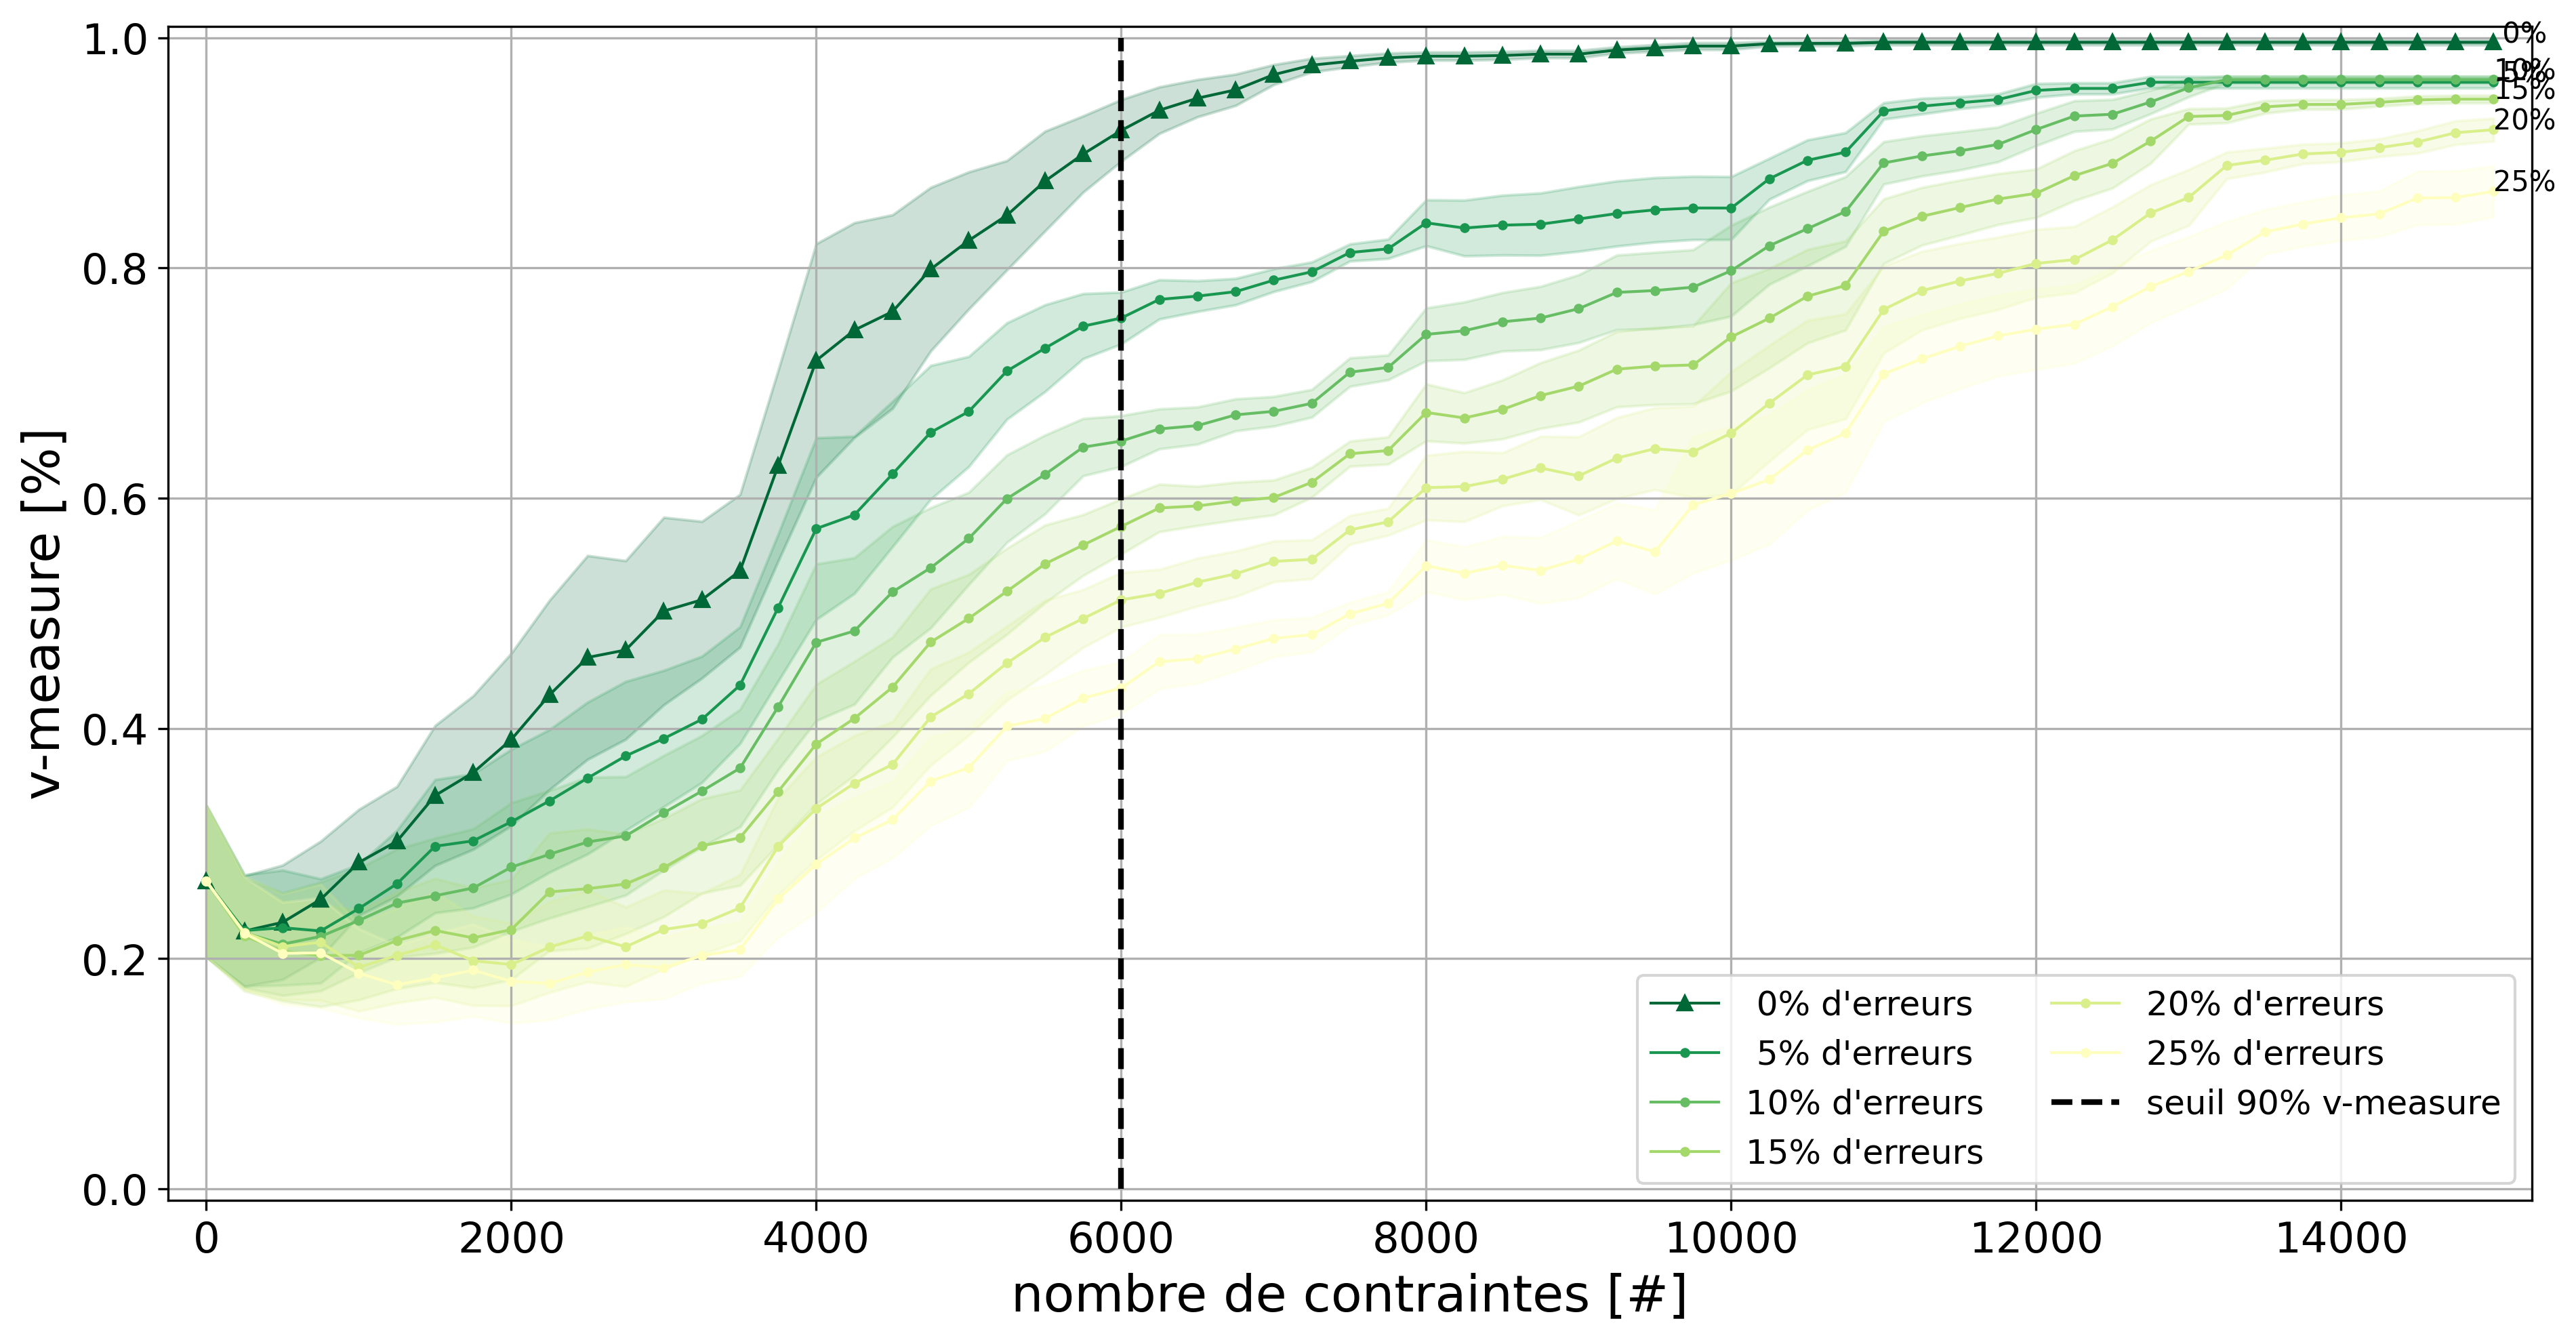 v-measure [%]
1.0
0.8
0.6
0.4
0.2
0.0
0%
10%
5%
15%
20%
25%
0% d'erreurs
5% d'erreurs
10% d'erreurs
15% d'erreurs
20% d'erreurs
25% d'erreurs
seuil 90% v-measure
0 2000 4000 6000 8000 10000 12000 14000
nombre de contraintes [#]